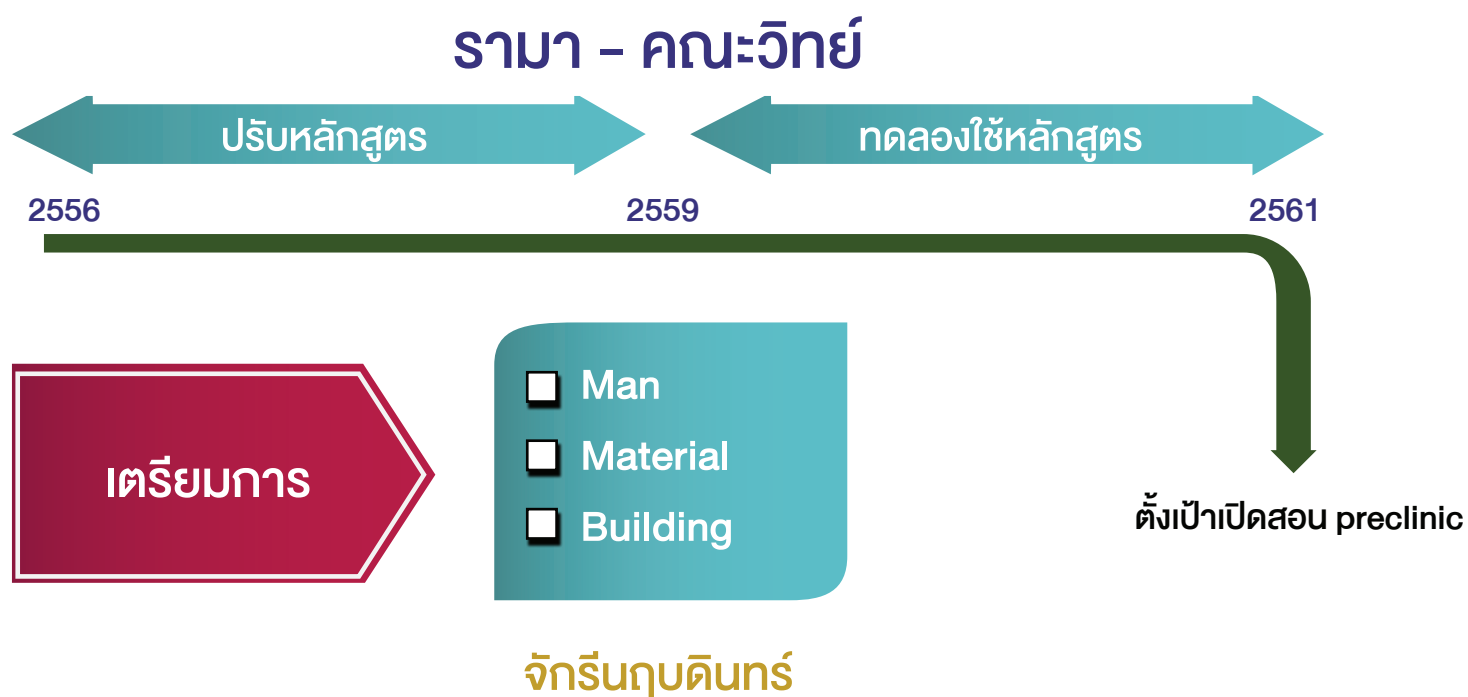 รามา - คณะวิทย์
ปรับหลักสูตร
ทดลองใช้หลักสูตร
2556
2559
2561
เตรียมการ
Man
Material
Building
ตั้งเป้าเปิดสอน preclinic
จักรีนฤบดินทร์